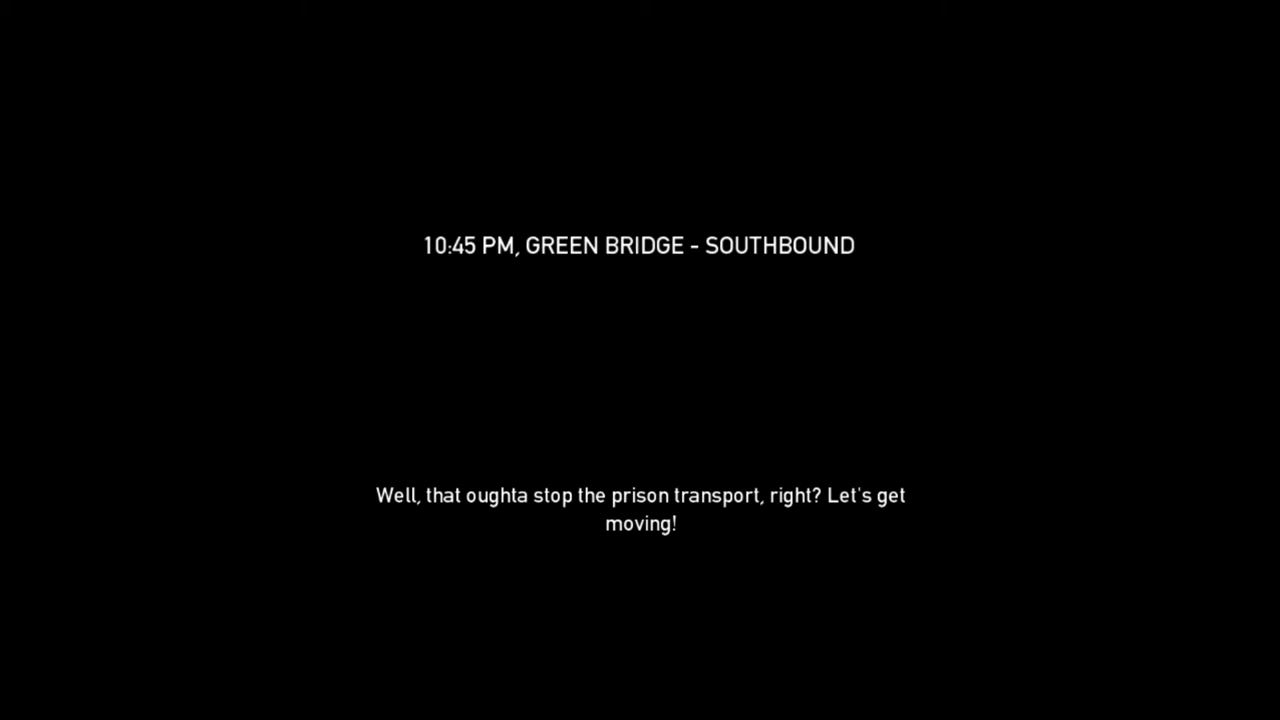 10:45 PM, GREEN BRIDGE - SOUTHBOUND
Well, that oughta stop the prison transport, right? Let's get
moving!